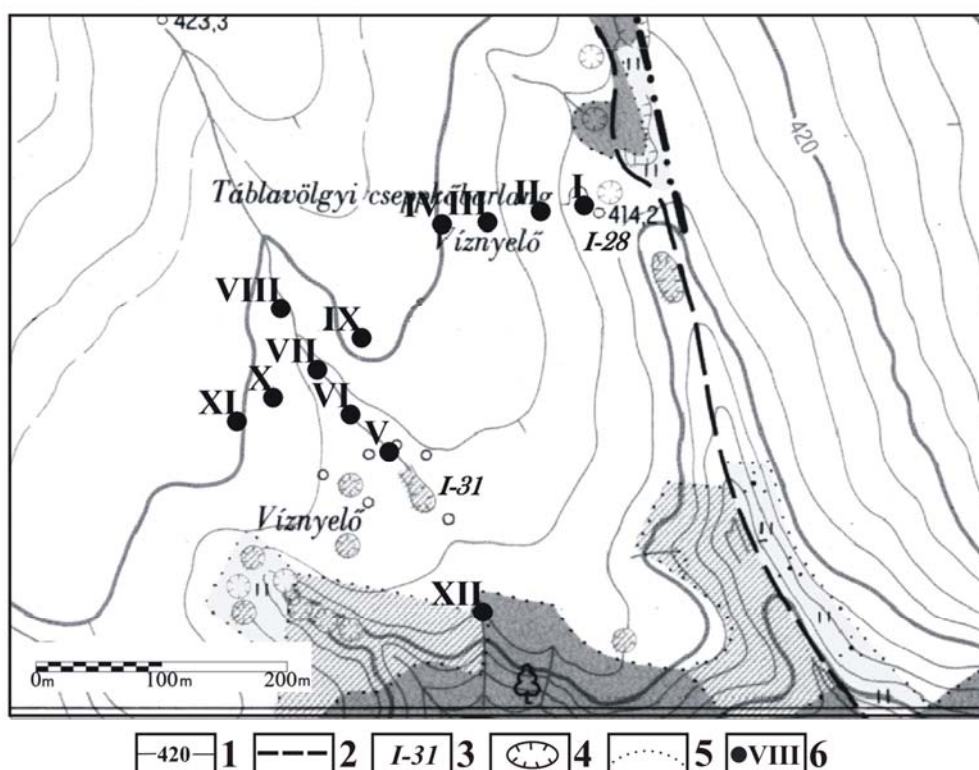 423,3
420
Táblavölgyi cseppkőbarlang
IV III II I
414,2
Víznyelő
I-28
VIII
IX
VII
X
VI
XI
V
I-31
Víznyelő
XII
0m 100m 200m
420 1 2 I-31 3 4 5 VIII 6